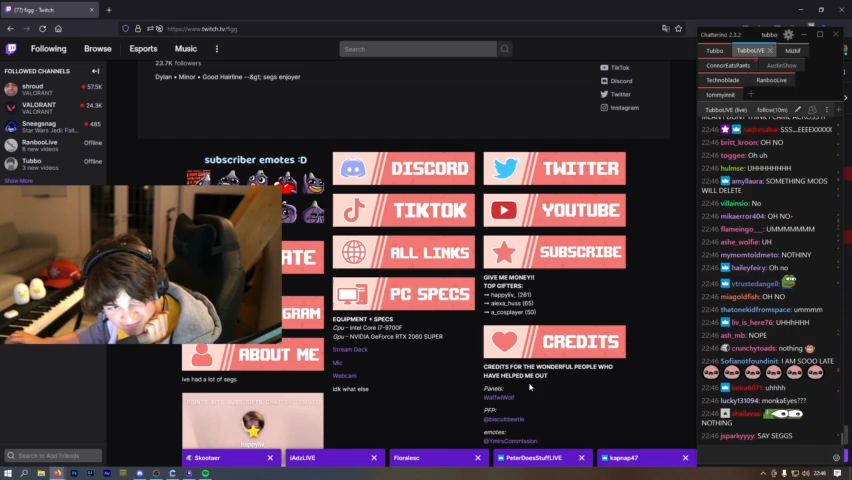 (77) figg - Twitch
https://www.twitch.tv/figg
Following
Browse
Esports
Music
Search
FOLLOWED CHANNELS
shroud
VALORANT
57.5K
VALORANT
VALORANT
24.3K
Sneegsnag
Star Wars Jedi: Fall...
485
RanbooLive
8 new videos
Offline
Tubbo
3 new videos
Offline
Show More
Search to Add Friends
23.7K followers
Dylan • Minor • Good Hairline --&gt; segs enjoyer
TikTok
Discord
Twitter
Instagram
subscriber emotes :D
ATE
GRAM
ABOUT ME
ive had a lot of segs
happyliv_
DISCORD
TIKTOK
ALL LINKS
PC SPECS
EQUIPMENT + SPECS
Cpu - Intel Core i7-9700F
Gpu - NVIDIA GeForce RTX 2060 SUPER
Stream Deck
Mic
Webcam
idk what else
TWITTER
YOUTUBE
SUBSCRIBE
GIVE ME MONEY!!
TOP GIFTERS:
→ happyliv_ (261)
→ alexa_huss (65)
→ a_cosplayer (50)
CREDITS
CREDITS FOR THE WONDERFUL PEOPLE WHO
HAVE HELPED ME OUT
Panels:
WaffwiWolf
PFP:
@biscuitbeetle
emotes:
@YmirsCommission
Skootaer
iAdzLIVE
Floralesc
PeterDoesStuffLIVE
kapnap47
Chatterino 2.3.2
tubbo
Tubbo
TubboLIVE
Mizkif
ConnorEatsPants
AustinShow
Technoblade
RanbooLive
tommyinnit
TubboLIVE (live)
follow(10m)
MEAN I DON'T THINK I CAME ACROSS I
22:46 SSS....EEEEXXXXX
22:46 britt_kroon: OH NO
22:46 toggee: Oh uh
22:46 hulmse: UHHHHHHH
22:46 amyllaura: SOMETHING MODS
WILL DELETE
22:46 villainsio: No
22:46 mikaerror404: OH NO-
22:46 flameingo___: UMMMMMMM
22:46 ashe_wolfie: UH
22:46 mymomtoldmeto: NOTHINY
22:46 haileyfeiry: Oh no
22:46 vtrustedangell:
22:46 miagoldfish: OH NO
22:46 thatonekidfromspace: ummmm
22:46 liv_is_here76: UHHHHHH
22:46 ash_mb: NOPE
22:46 crunchytoads: nothing
22:46 Sofianotfoundinit: I AM SOOO LATE
22:46 keira6071: uhhhh
22:46 lucky131094: monkaEyes???
22:46 shailavas:
NOTHING
22:46 jsparkyyyy: SAY SEGGS
22:46